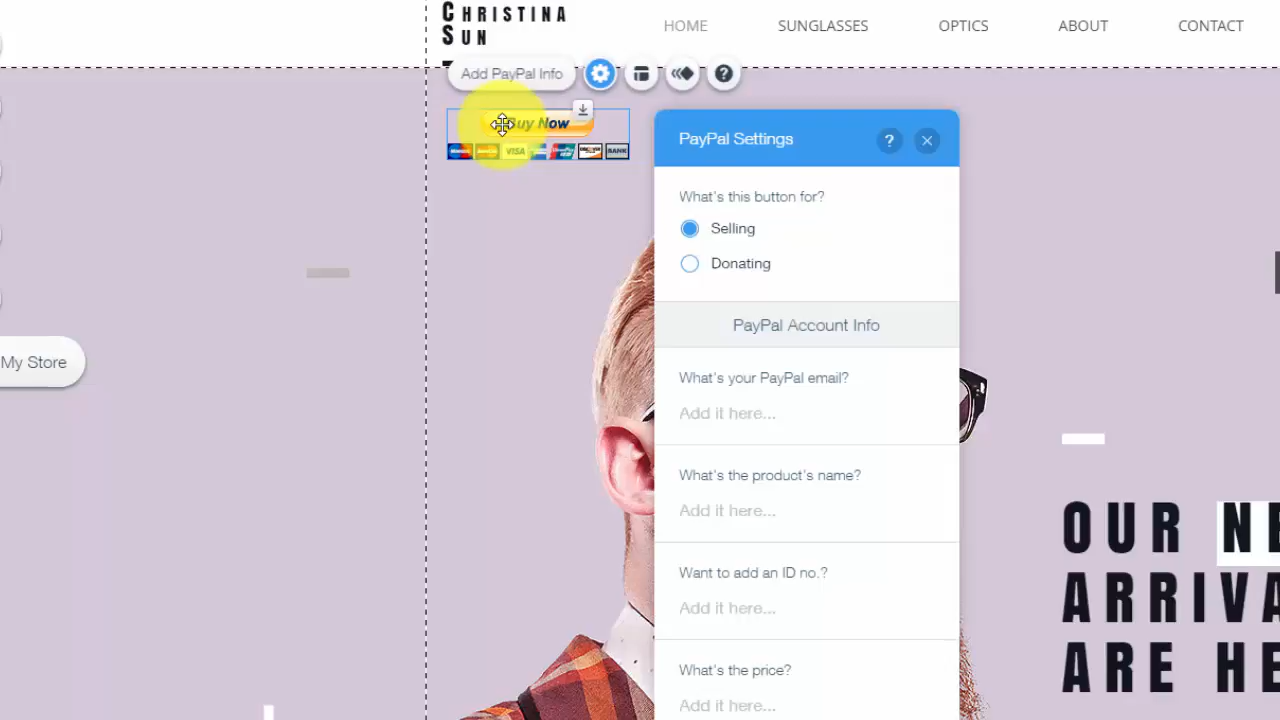 CHRISTINA
SUN
HOME
SUNGLASSES
OPTICS
ABOUT
CONTACT
Add PayPal Info
?
Buy Now
VISA
DISCOVER
BANK
PayPal Settings
?
What's this button for?
Selling
Donating
PayPal Account Info
What's your PayPal email?
Add it here...
What's the product's name?
Add it here...
Want to add an ID no.?
Add it here...
What's the price?
Add it here...
My Store
OUR NE
ARRIVA
ARE HE